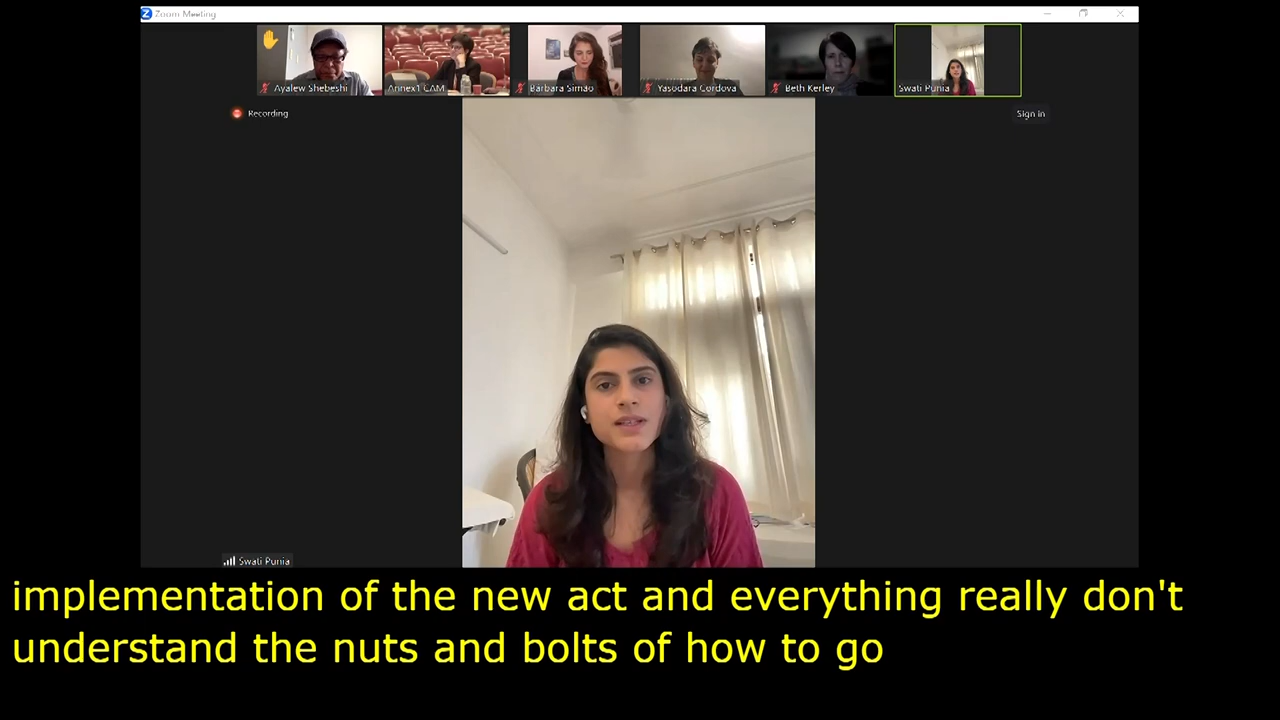 Zoom Meeting
Ayalew Shebeshi
Annex1 CAM
Bárbara Simão
Yasodara Cordova
Beth Kerley
Swati Punia
Recording
Sign in
Swati Punia
implementation of the new act and everything really don't
understand the nuts and bolts of how to go